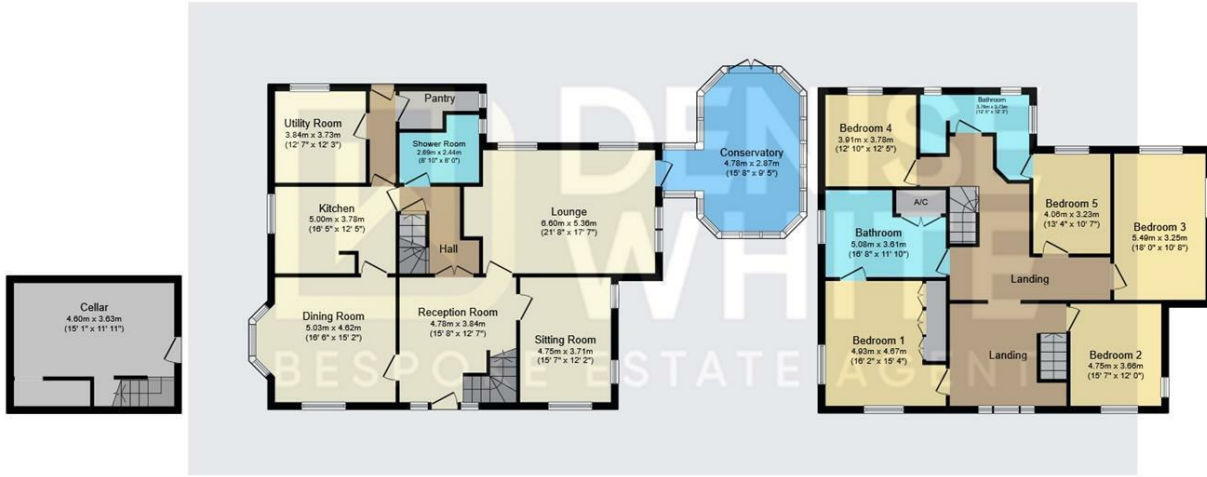 Cellar
4.60m x 3.63m
(15' 1" x 11' 11")
Utility Room
3.84m x 3.73m
(12' 7" x 12' 3")
Pantry
Shower Room
2.69m x 2.44m
(8' 10" x 8' 0")
Kitchen
5.00m x 3.78m
(16' 5" x 12' 5")
Hall
Lounge
6.60m x 5.36m
(21' 8" x 17' 7")
Conservatory
4.78m x 2.87m
(15' 8" x 9' 5")
Dining Room
5.03m x 4.62m
(16' 6" x 15' 2")
Reception Room
4.78m x 3.84m
(15' 8" x 12' 7")
Sitting Room
4.75m x 3.71m
(15' 7" x 12' 2")
Bedroom 4
3.91m x 3.78m
(12' 10" x 12' 5")
Bathroom
A/C
Bathroom
5.08m x 3.61m
(16' 8" x 11' 10")
Bedroom 5
4.06m x 3.23m
(13' 4" x 10' 7")
Bedroom 3
5.49m x 3.25m
(18' 0" x 10' 8")
Landing
Bedroom 1
4.93m x 4.67m
(16' 2" x 15' 4")
Landing
Bedroom 2
4.75m x 3.66m
(15' 7" x 12' 0")
DENIS
WHITE
BESPOKE ESTATE AGENT